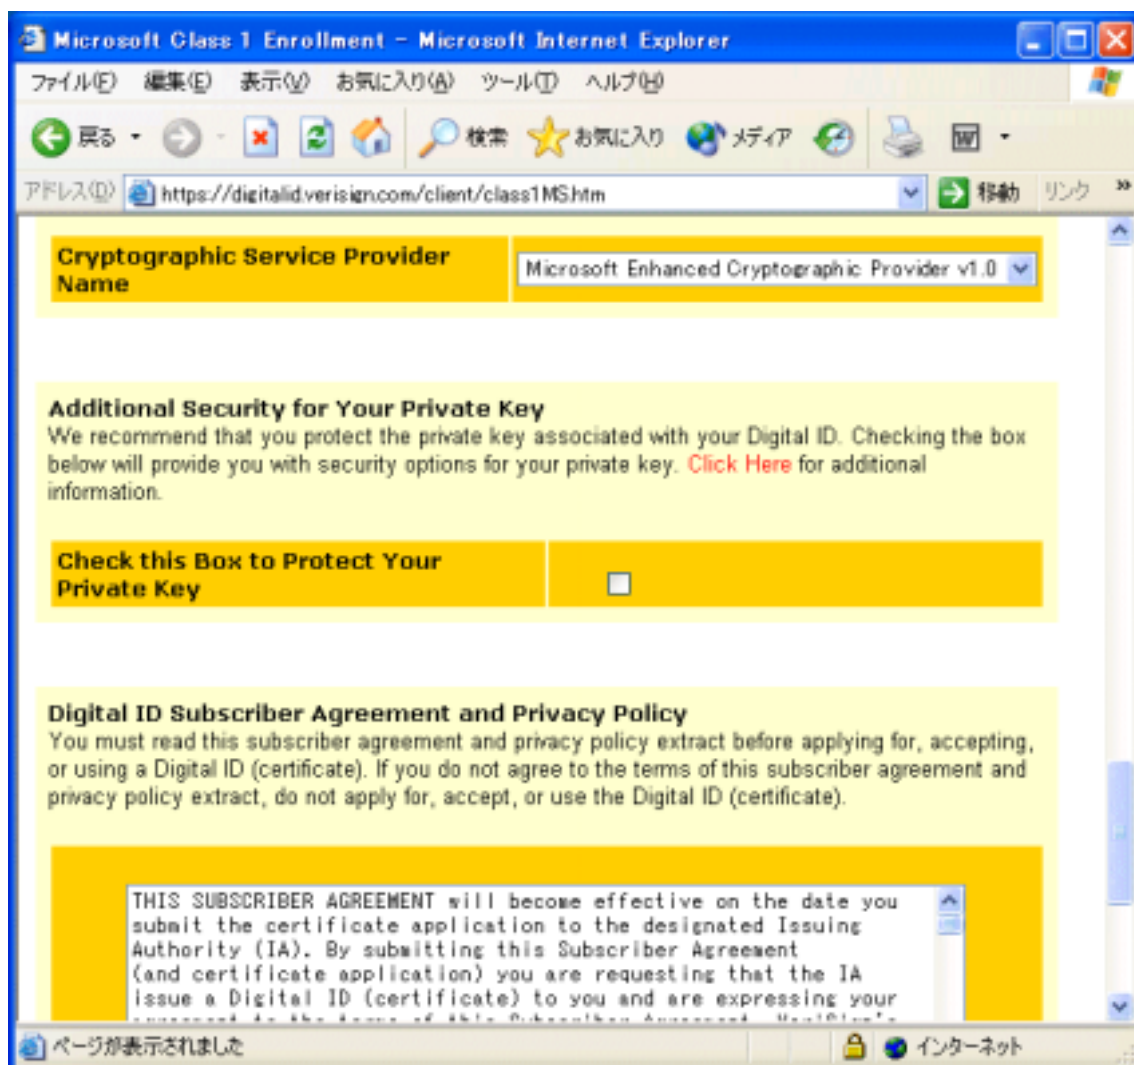 Microsoft Class 1 Enrollment - Microsoft Internet Explorer
ファイル(F) 編集(E) 表示(V) お気に入り(A) ツール(T) ヘルプ(H)
戻る 検索 お気に入り メディア
アドレス(D) https://digitalid.verisign.com/client/class1MS.htm 移動 リンク »
Cryptographic Service Provider
Name
Microsoft Enhanced Cryptographic Provider v1.0
Additional Security for Your Private Key
We recommend that you protect the private key associated with your Digital ID. Checking the box
below will provide you with security options for your private key. Click Here for additional
information.
Check this Box to Protect Your
Private Key
Digital ID Subscriber Agreement and Privacy Policy
You must read this subscriber agreement and privacy policy extract before applying for, accepting,
or using a Digital ID (certificate). If you do not agree to the terms of this subscriber agreement and
privacy policy extract, do not apply for, accept, or use the Digital ID (certificate).
THIS SUBSCRIBER AGREEMENT will become effective on the date you
submit the certificate application to the designated Issuing
Authority (IA). By submitting this Subscriber Agreement
(and certificate application) you are requesting that the IA
issue a Digital ID (certificate) to you and are expressing your
agreement to the terms of this Subscriber Agreement. VeriSign's
ページが表示されました インターネット